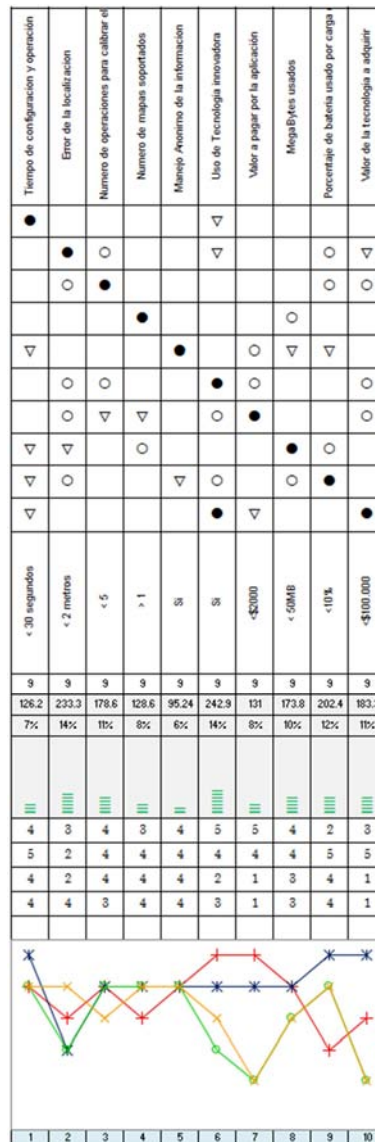 Tiempo de configuracion y operación
Error de la localizacion
Numero de operaciones para calibrar el
Numero de mapas soportados
Manejo Anonimo de la informacion
Uso de Tecnologia innovadora
Valor a pagar por la aplicación
MegaBytes usados
Porcentaje de bateria usado por carga
Valor de la tecnologia a adquirir
< 30 segundos
< 2 metros
< 5
> 1
Si
Si
<$2000
< 50MB
<10%
<$100.000
9 9 9 9 9 9 9 9 9 9
126.2 233.3 178.6 128.6 95.24 242.9 131 173.8 202.4 183.
7% 14% 11% 8% 6% 14% 8% 10% 12% 11%
4 3 4 3 4 5 5 4 2 3
5 2 4 4 4 4 4 4 5 5
4 2 4 4 4 2 1 3 4 1
4 4 3 4 4 3 1 3 4 1
1 2 3 4 5 6 7 8 9 10